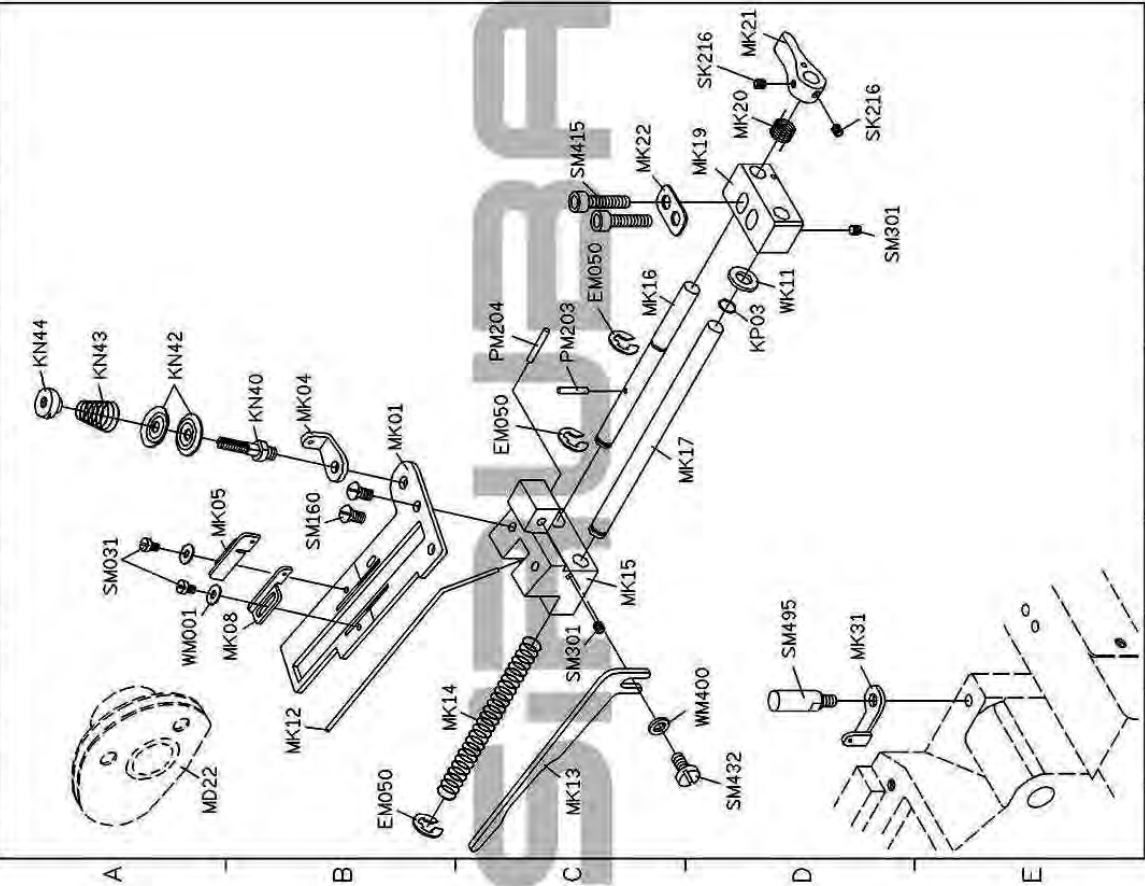 KN44
KN43
KN42
KN40
MK04
MK01
SM031
MK05
SM160
WM001
MK08
MD22
MK12
MK14
EM050
MK13
SM301
MK15
WM400
SM432
PM204
PM203
EM050
EM050
MK16
MK17
KP03
WK11
SM415
MK22
MK19
MK20
SK216
MK21
SK216
SM301
SM495
MK31
A
B
C
D
E
SIRUBA